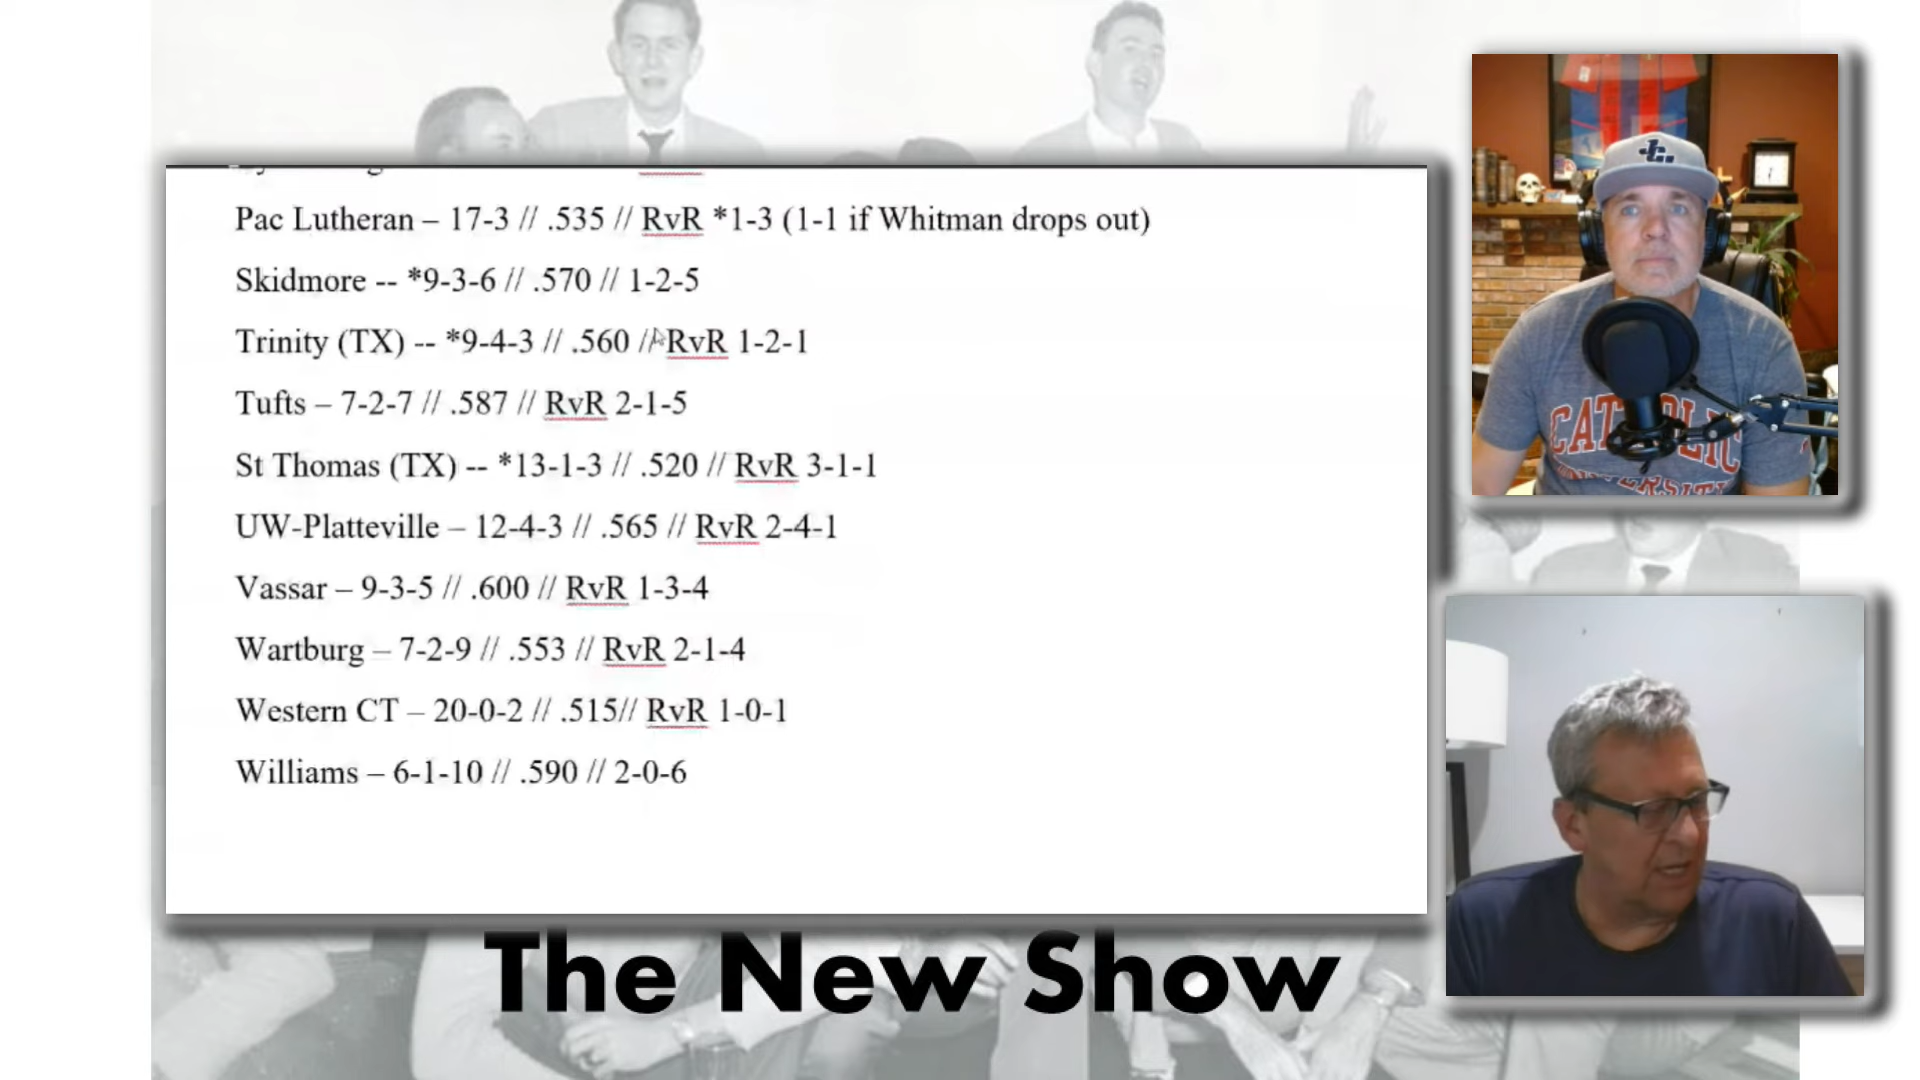 Pac Lutheran – 17-3 // .535 // RvR *1-3 (1-1 if Whitman drops out)
Skidmore -- *9-3-6 // .570 // 1-2-5
Trinity (TX) -- *9-4-3 // .560 // RvR 1-2-1
Tufts – 7-2-7 // .587 // RvR 2-1-5
St Thomas (TX) -- *13-1-3 // .520 // RvR 3-1-1
UW-Platteville – 12-4-3 // .565 // RvR 2-4-1
Vassar – 9-3-5 // .600 // RvR 1-3-4
Wartburg – 7-2-9 // .553 // RvR 2-1-4
Western CT – 20-0-2 // .515// RvR 1-0-1
Williams – 6-1-10 // .590 // 2-0-6
The New Show
JC
CATHOLIC
UNIVERSITY